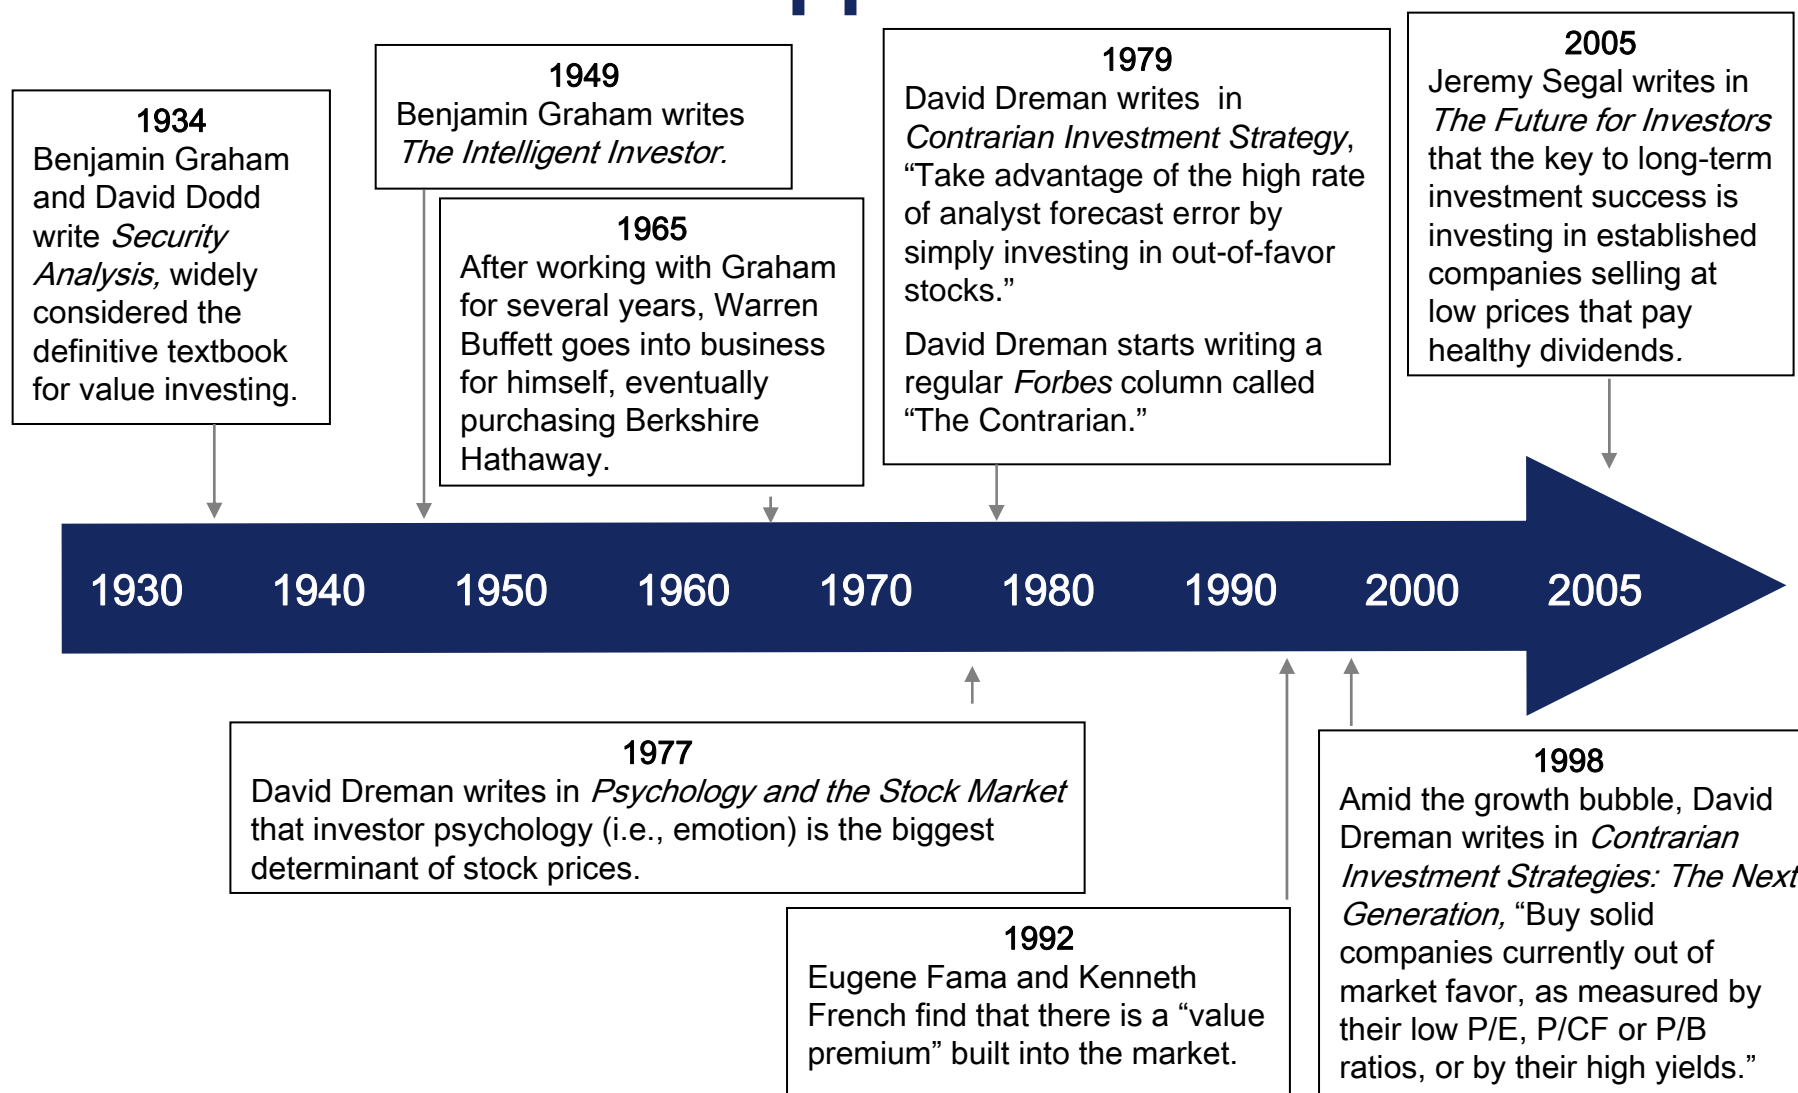 1934
Benjamin Graham
and David Dodd
write Security
Analysis, widely
considered the
definitive textbook
for value investing.
1949
Benjamin Graham writes
The Intelligent Investor.
1965
After working with Graham
for several years, Warren
Buffett goes into business
for himself, eventually
purchasing Berkshire
Hathaway.
1979
David Dreman writes in
Contrarian Investment Strategy,
“Take advantage of the high rate
of analyst forecast error by
simply investing in out-of-favor
stocks.”
David Dreman starts writing a
regular Forbes column called
“The Contrarian.”
2005
Jeremy Segal writes in
The Future for Investors
that the key to long-term
investment success is
investing in established
companies selling at
low prices that pay
healthy dividends.
1930 1940 1950 1960 1970 1980 1990 2000 2005
1977
David Dreman writes in Psychology and the Stock Market
that investor psychology (i.e., emotion) is the biggest
determinant of stock prices.
1992
Eugene Fama and Kenneth
French find that there is a “value
premium” built into the market.
1998
Amid the growth bubble, David
Dreman writes in Contrarian
Investment Strategies: The Next
Generation, “Buy solid
companies currently out of
market favor, as measured by
their low P/E, P/CF or P/B
ratios, or by their high yields.”